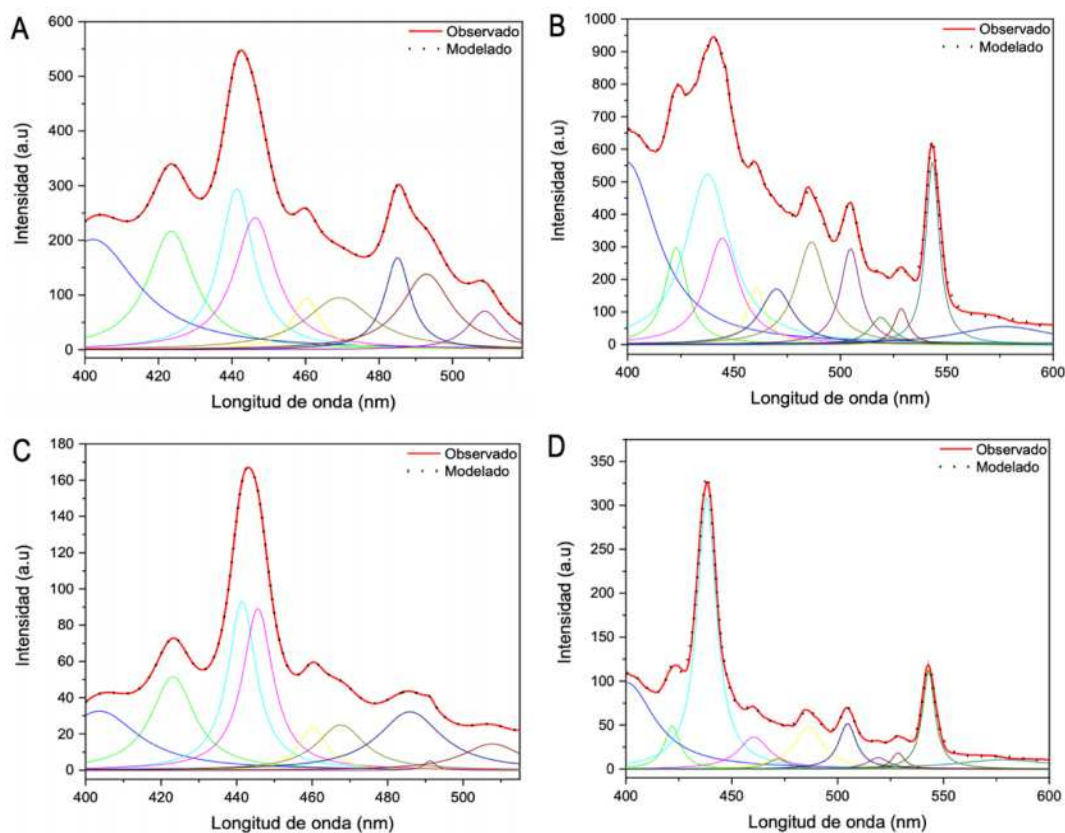 A
Observado
Modelado
600
500
400
300
200
100
0
400 420 440 460 480 500
Intensidad (a.u)
Longitud de onda (nm)
B
Observado
Modelado
1000
900
800
700
600
500
400
300
200
100
0
400 450 500 550 600
Intensidad (a.u)
Longitud de onda (nm)
C
Observado
Modelado
180
160
140
120
100
80
60
40
20
0
400 420 440 460 480 500
Intensidad (a.u)
Longitud de onda (nm)
D
Observado
Modelado
350
300
250
200
150
100
50
0
400 450 500 550 600
Intensidad (a.u)
Longitud de onda (nm)